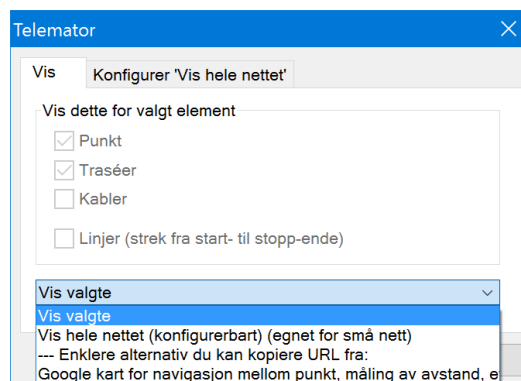 Telemator
Vis
Konfigurer 'Vis hele nettet'
Vis dette for valgt element
Punkt
Traséer
Kabler
Linjer (strek fra start- til stopp-ende)
Vis valgte
Vis valgte
Vis hele nettet (konfigurerbart) (egnet for små nett)
--- Enklere alternativ du kan kopiere URL fra:
Google kart for navigasjon mellom punkt, måling av avstand,